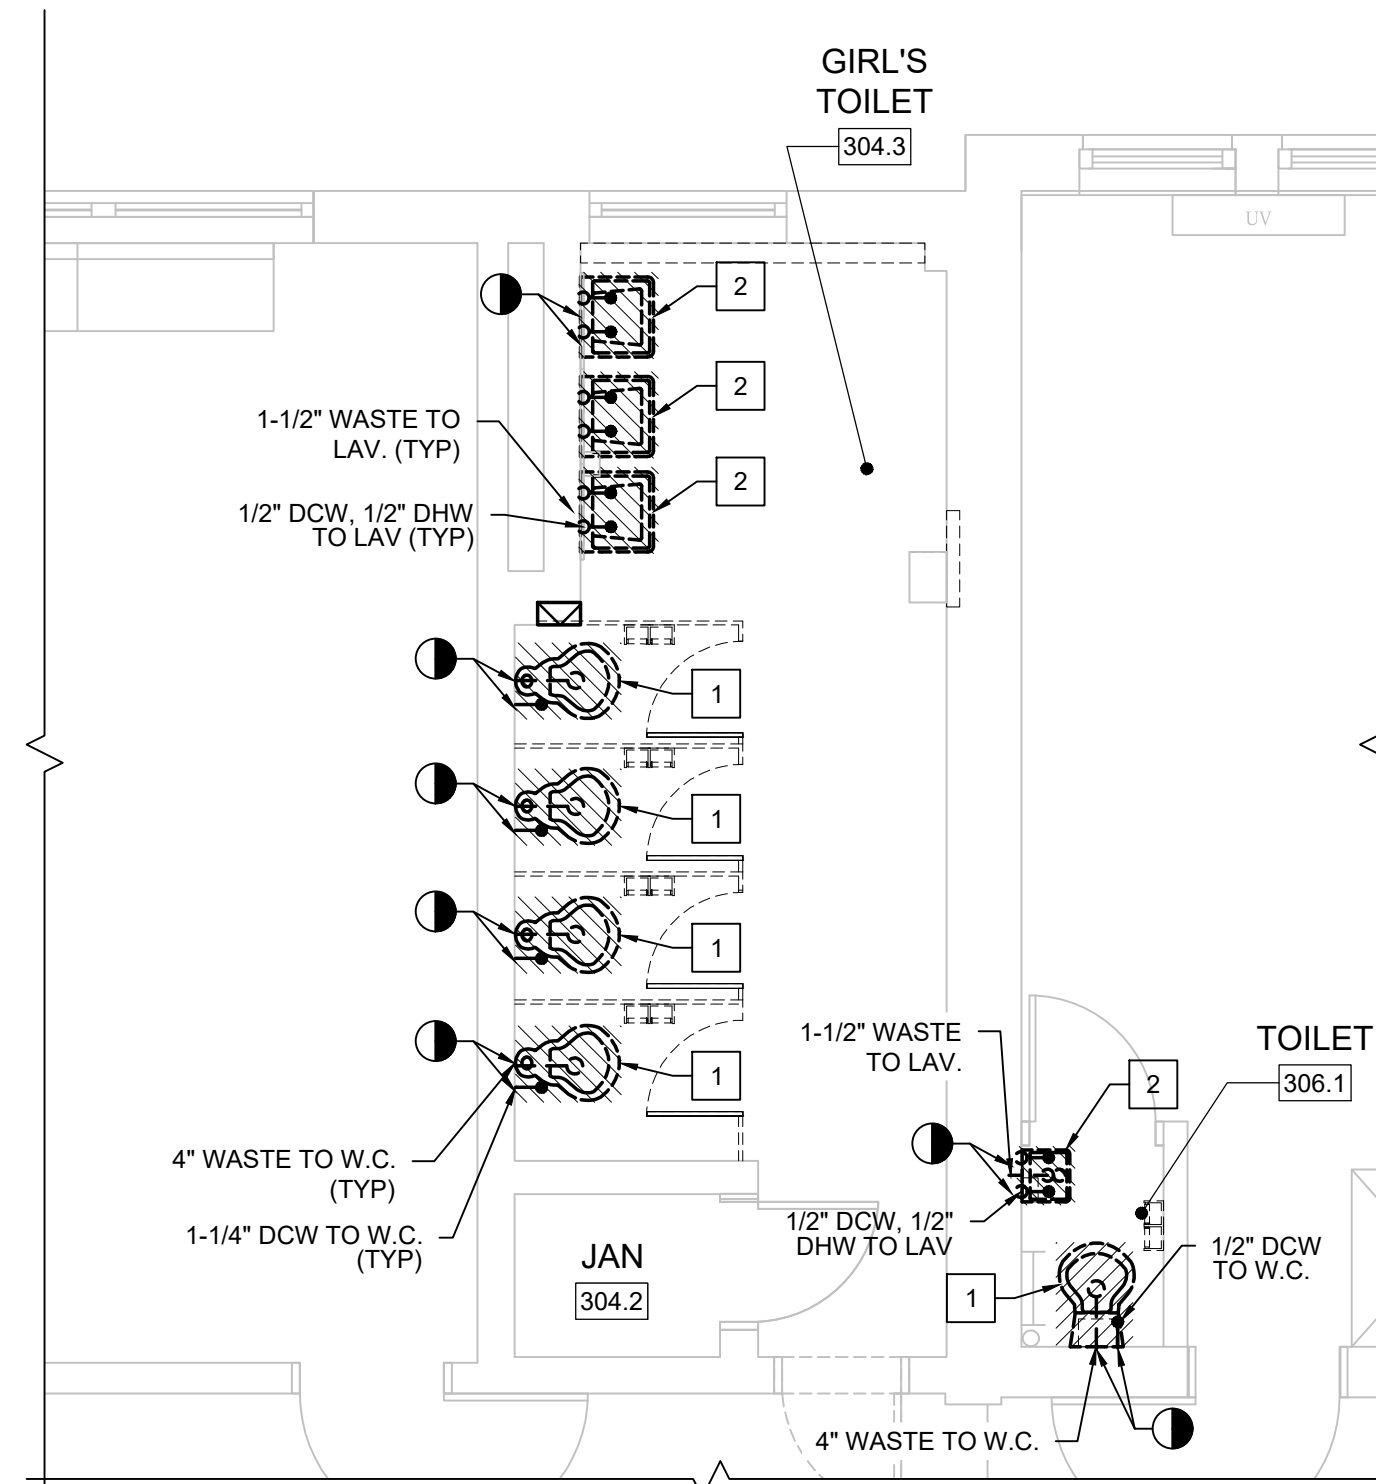 GIRL'S
TOILET
304.3
UV
2
2
1-1/2" WASTE TO
LAV. (TYP)
2
1/2" DCW, 1/2" DHW
TO LAV (TYP)
1
1
1
1-1/2" WASTE
TO LAV.
TOILET
306.1
1
2
4" WASTE TO W.C.
(TYP)
1-1/4" DCW TO W.C.
(TYP)
1/2" DCW, 1/2"
DHW TO LAV
1/2" DCW
TO W.C.
JAN
304.2
1
4" WASTE TO W.C.